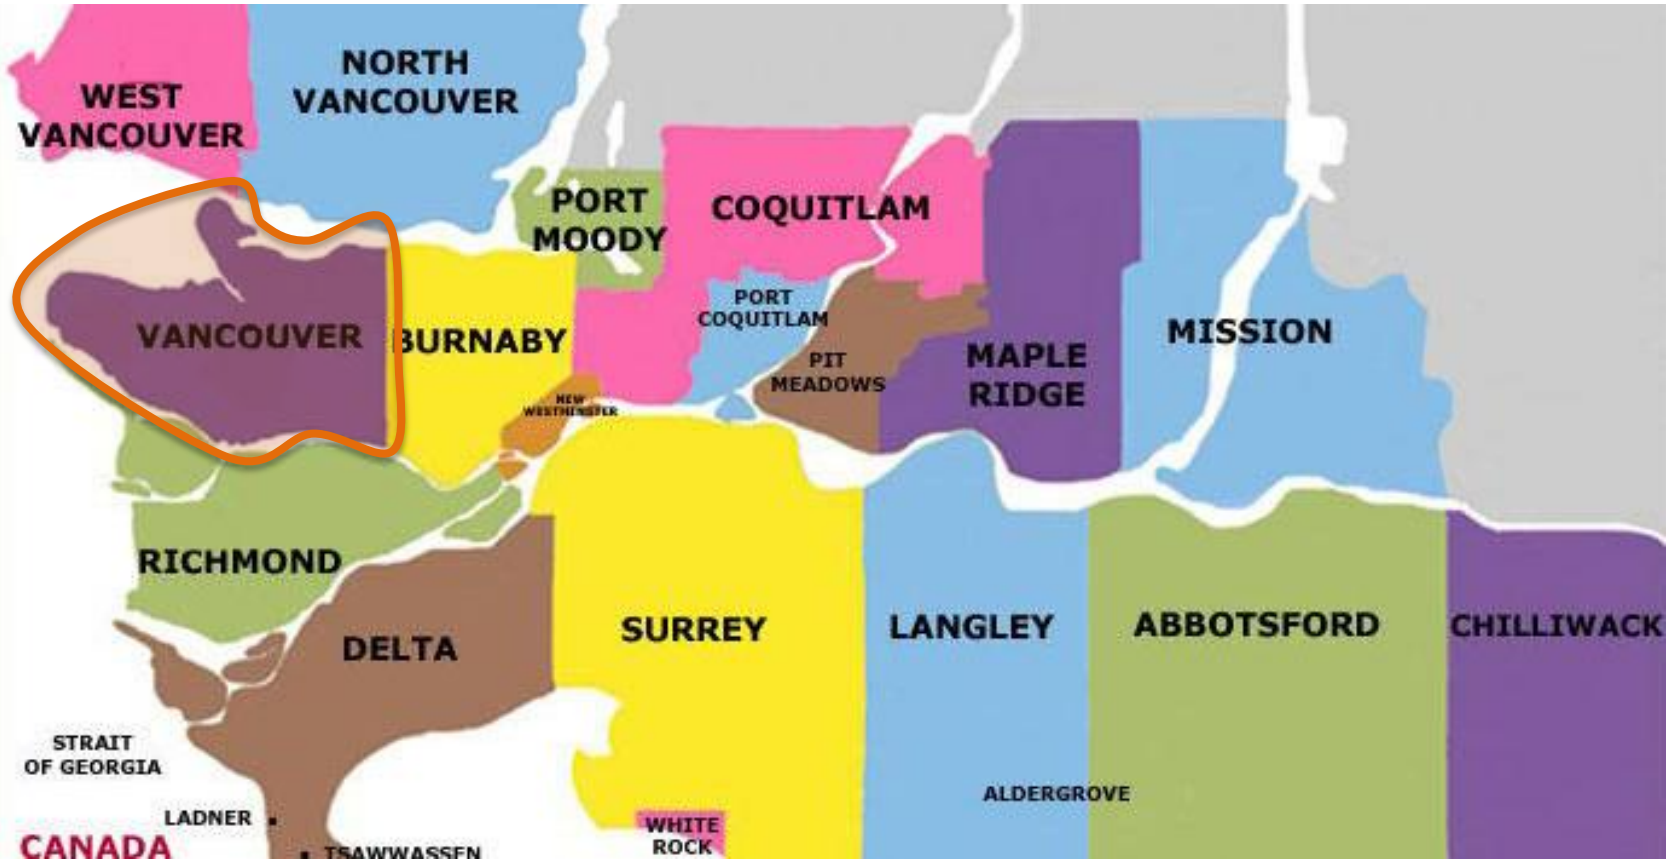 WEST
VANCOUVER
NORTH
VANCOUVER
PORT
MOODY
COQUITLAM
PORT
COQUITLAM
VANCOUVER
BURNABY
NEW
WESTMINSTER
PIT
MEADOWS
MAPLE
RIDGE
MISSION
RICHMOND
DELTA
SURREY
LANGLEY
ABBOTSFORD
CHILLIWACK
STRAIT
OF GEORGIA
LADNER
ALDERGROVE
WHITE
ROCK
CANADA
TSAWWASSEN